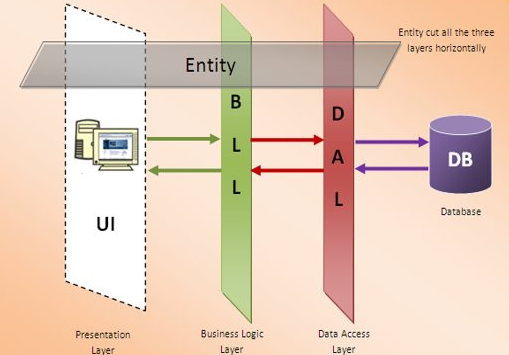 Entity cut all the three
layers horizontally
Entity
B
L
L
D
A
L
DB
UI
Database
Presentation
Layer
Business Logic
Layer
Data Access
Layer